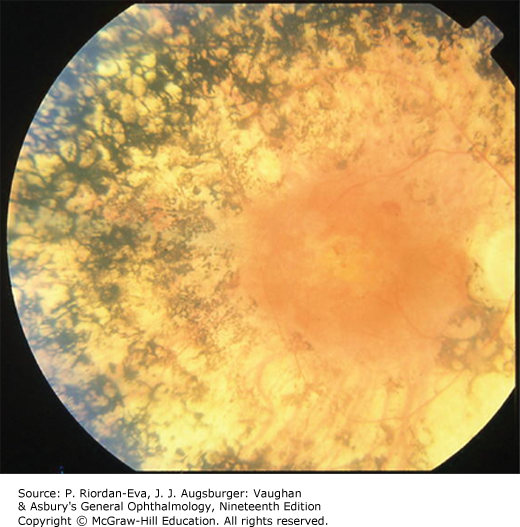 Source: P. Riordan-Eva, J. J. Augsburger: Vaughan
& Asbury's General Ophthalmology, Nineteenth Edition
Copyright © McGraw-Hill Education. All rights reserved.